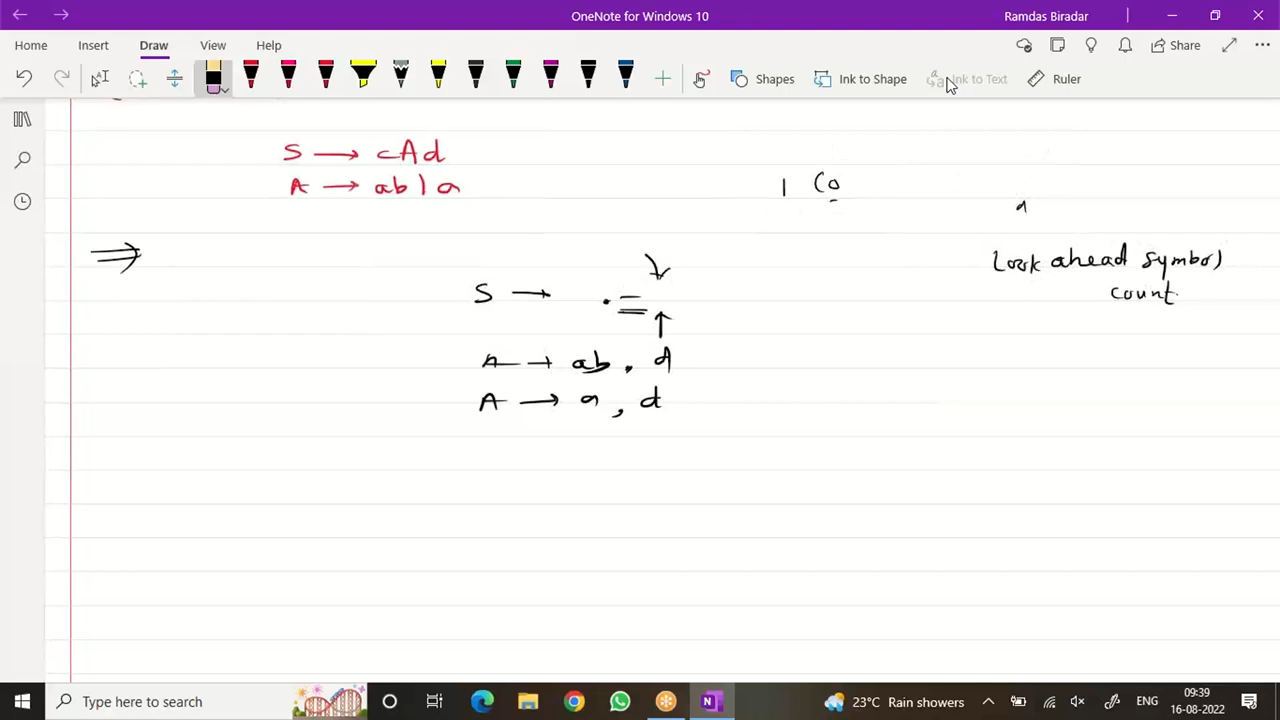 OneNote for Windows 10
Ramdas Biradar
Home Insert Draw View Help
Share
Shapes Ink to Shape Ink to Text Ruler
S → cAd
A → ab | a
1 (o
a
Look ahead symbol
count
S → . =
A → ab . d
A → a , d
Type here to search
23°C Rain showers
ENG
09:39
16-08-2022